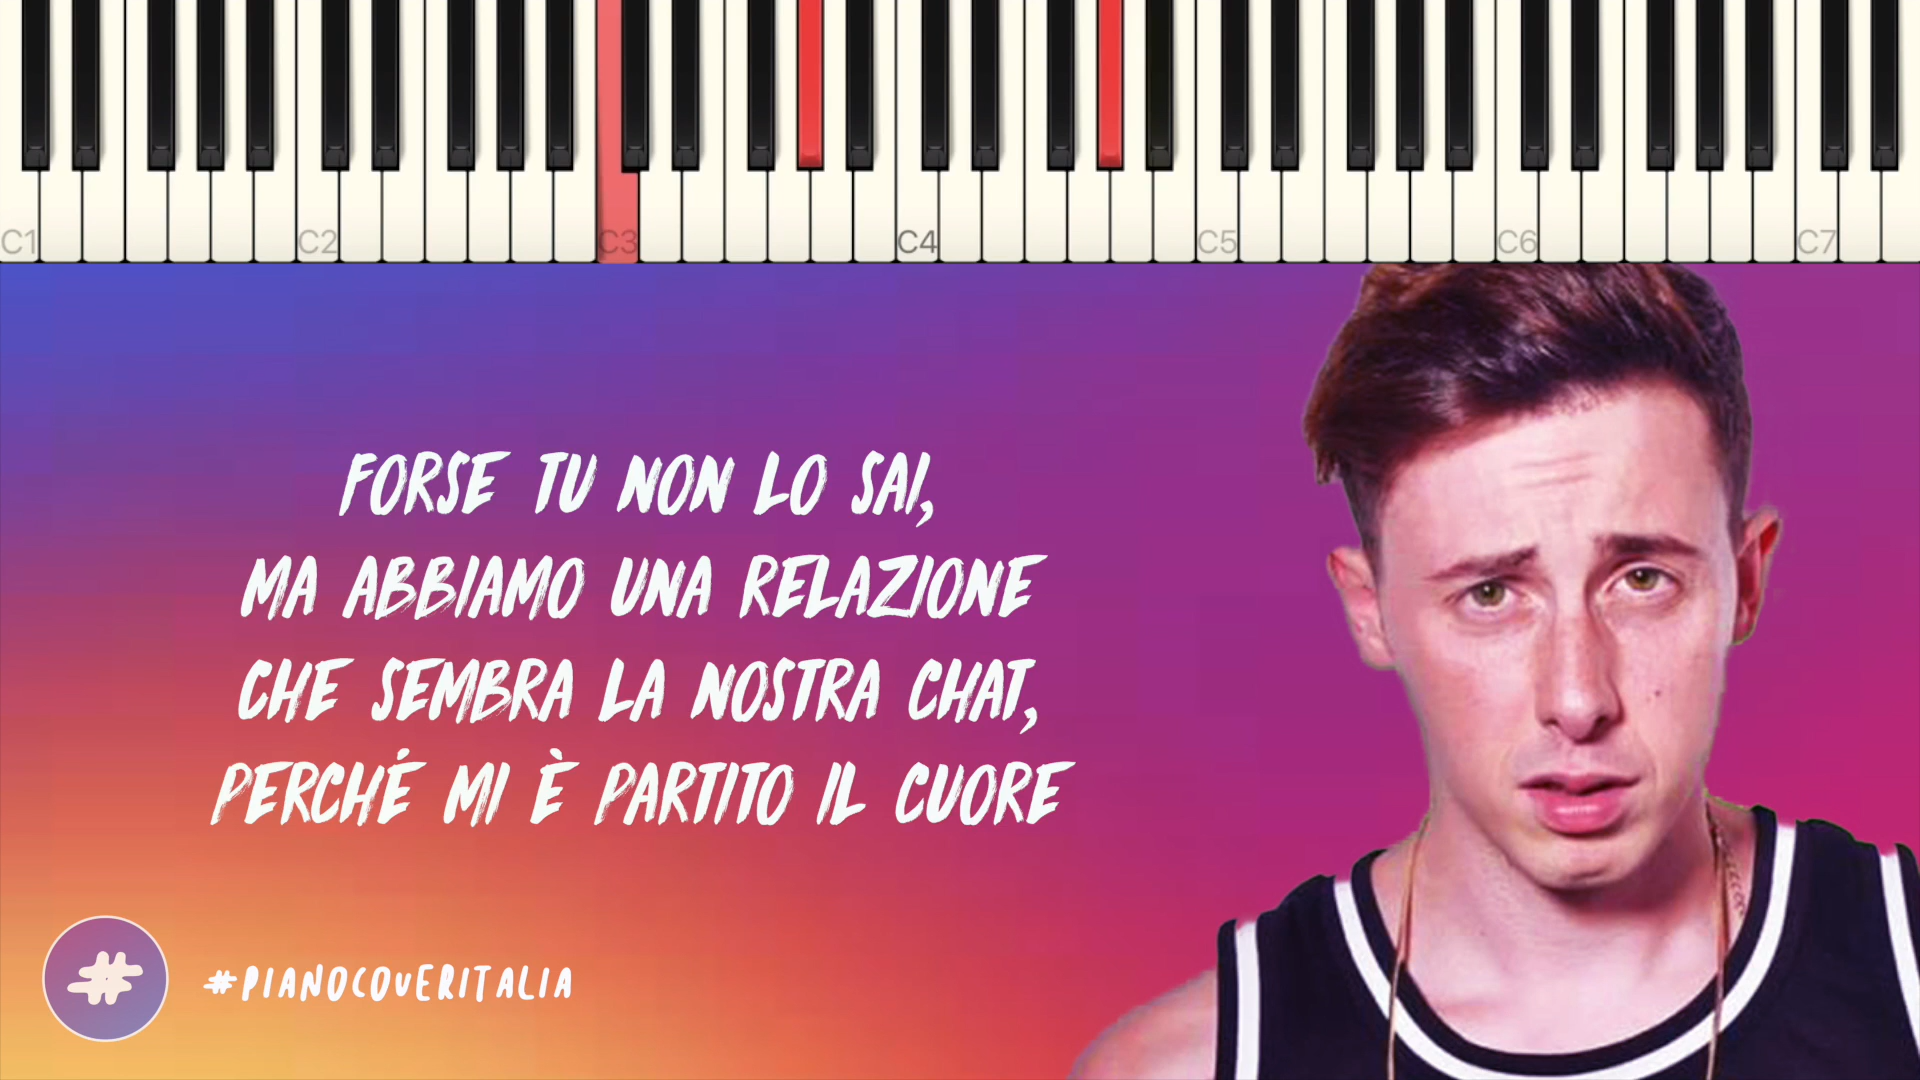 C1 C2 C3 C4 C5 C6 C7
FORSE TU NON LO SAI,
MA ABBIAMO UNA RELAZIONE
CHE SEMBRA LA NOSTRA CHAT,
PERCHÉ MI È PARTITO IL CUORE
#
#PIANOCOVERITALIA